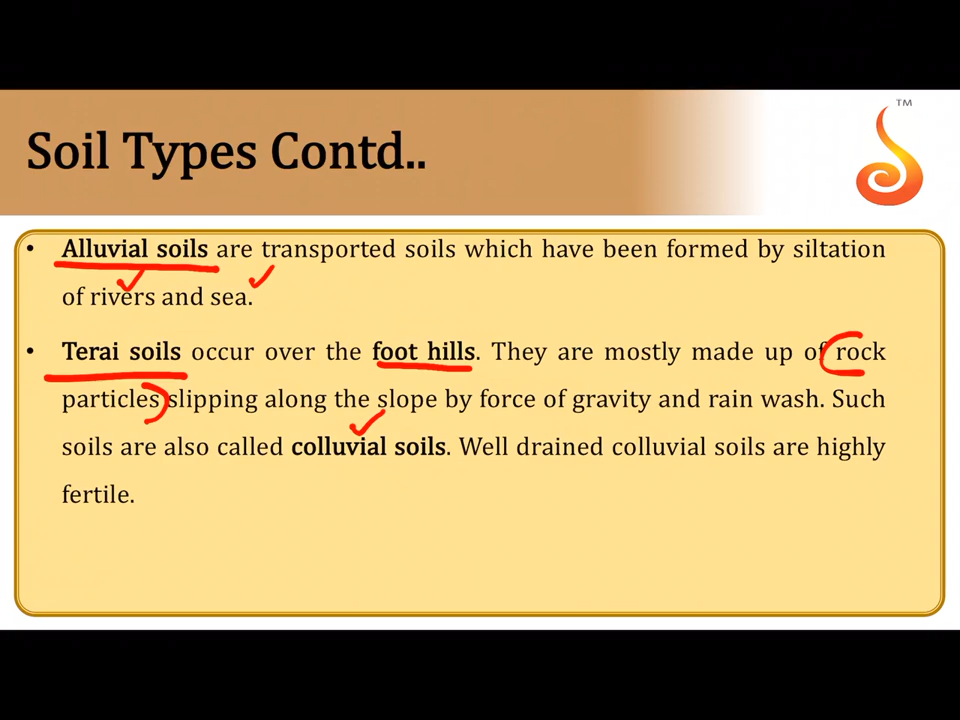 TM
Soil Types Contd..
• Alluvial soils are transported soils which have been formed by siltation
of rivers and sea.
• Terai soils occur over the foot hills. They are mostly made up of rock
particles slipping along the slope by force of gravity and rain wash. Such
soils are also called colluvial soils. Well drained colluvial soils are highly
fertile.